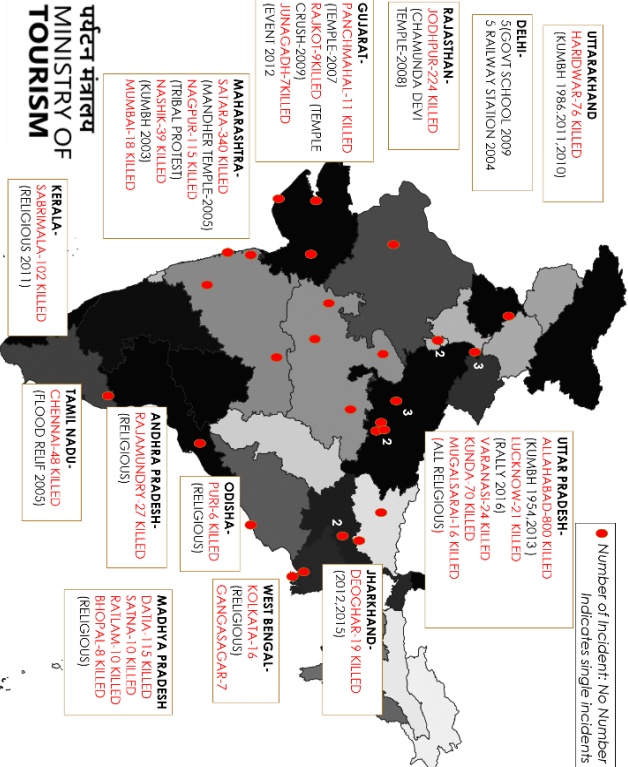 Number of Incident: No Number
Indicates single incidents
UTTARAKHAND
HARIDWAR-76 KILLED
(KUMBH 1986.2011,2010)
DELHI-
5(GOVT SCHOOL 2009
5 RAILWAY STATION 2004
RAJASTHAN-
JODHPUR-224 KILLED
(CHAMUNDA DEVI
TEMPLE-2008)
GUJARAT-
PANCHMAHAL-11 KILLED
(TEMPLE-2007
RAJKOT-9KILLED (TEMPLE
CRUSH-2009)
JUNAGADH-7KILLED
(EVENT 2012
MAHARASHTRA-
SATARA-340 KILLED
(MANDHER TEMPLE-2005)
NAGPUR-115 KILLED
(TRIBAL PROTEST)
NASHIK-39 KILLED
(KUMBH 2003)
MUMBAI-18 KILLED
KERALA-
SABRIMALA-102 KILLED
(RELIGIOUS 2011)
3
2
3
2
2
UTTAR PRADESH-
ALLAHABAD-800 KILLED
(KUMBH 1954,2013 )
LUCKNOW-21 KILLED
(RALLY 2016)
VARANASI-24 KILLED
KUNDA-70 KILLED
MUGALSARAI-16 KILLED
(ALL RELIGIOUS)
JHARKHAND-
DEOGHAR-19 KILLED
(2012,2015)
WEST BENGAL-
KOLKATA-16
(RELIGIOUS)
GANGASAGAR-7
ODISHA-
PURI-6 KILLED
(RELIGIOUS)
ANDHRA PRADESH-
RAJAMUNDRY-27 KILLED
(RELIGIOUS)
MADHYA PRADESH
DATIA-115 KILLED
SATNA-10 KILLED
RATLAM-10 KILLED
BHOPAL-8 KILLED
(RELIGIOUS)
TAMIL NADU-
CHENNAI-48 KILLED
(FLOOD RELIF 2005)
पर्यटन मंत्रालय
MINISTRY OF
TOURISM